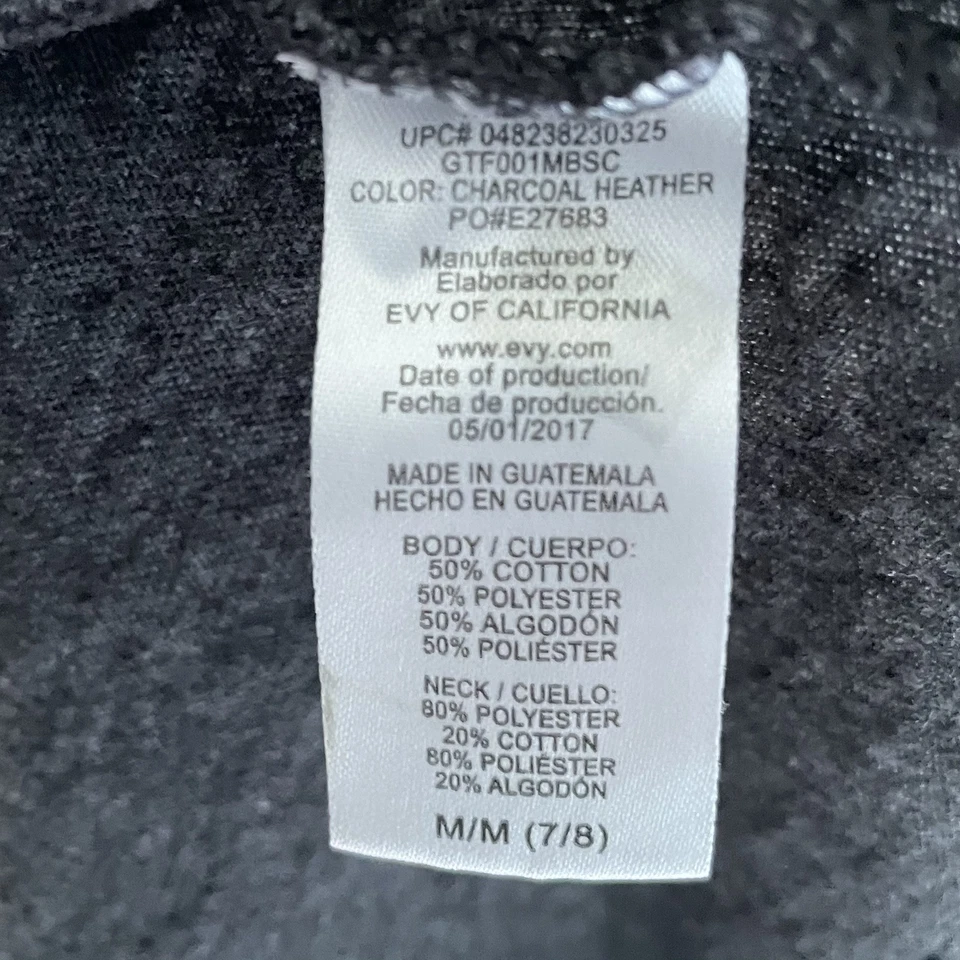 UPC# 048238230325
GTF001MBSC
COLOR: CHARCOAL HEATHER
PO#E27683
Manufactured by
Elaborado por
EVY OF CALIFORNIA
www.evy.com
Date of production/
Fecha de producción.
05/01/2017
MADE IN GUATEMALA
HECHO EN GUATEMALA
BODY / CUERPO:
50% COTTON
50% POLYESTER
50% ALGODÓN
50% POLIÉSTER
NECK / CUELLO:
80% POLYESTER
20% COTTON
80% POLIÉSTER
20% ALGODÓN
M/M (7/8)